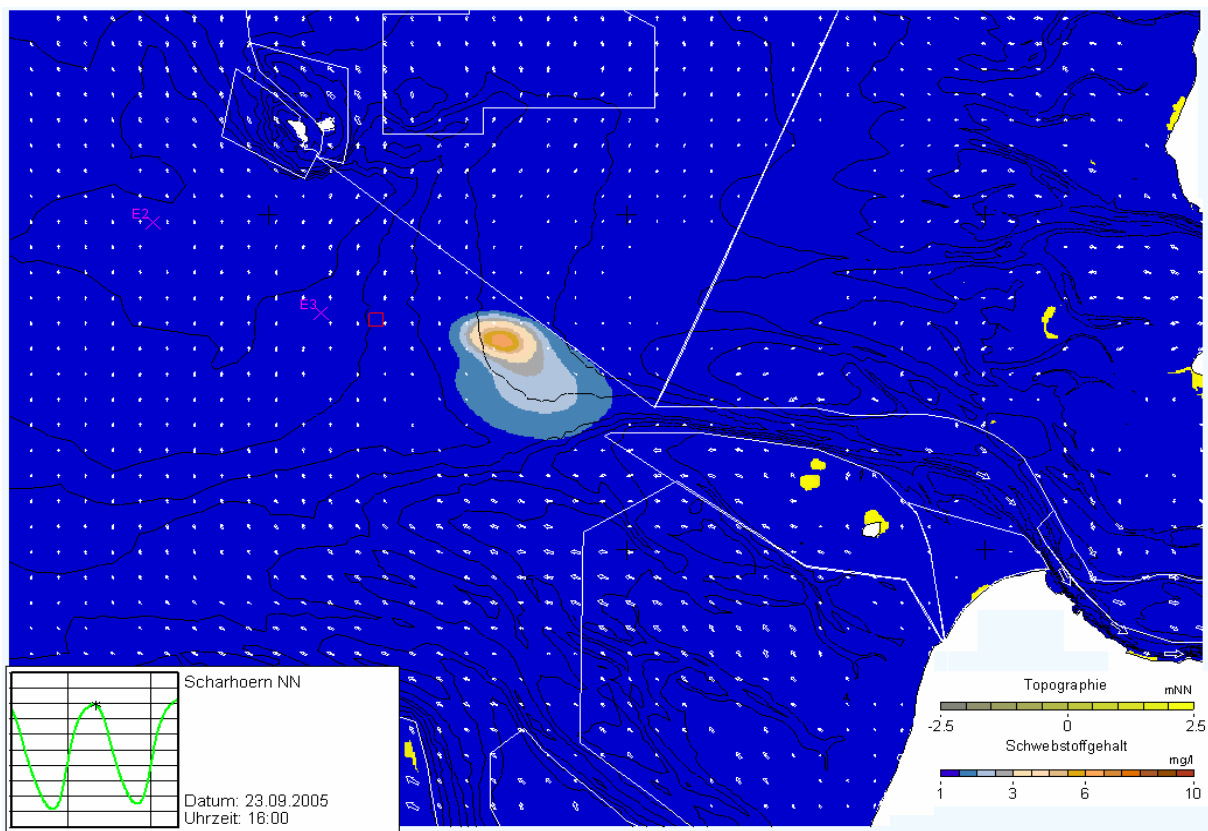 E2
E3
Scharhoern NN
Datum: 23.09.2005
Uhrzeit: 16:00
Topographie
mNN
-2.5 0 2.5
Schwebstoffgehalt
mg/l
1 3 6 10